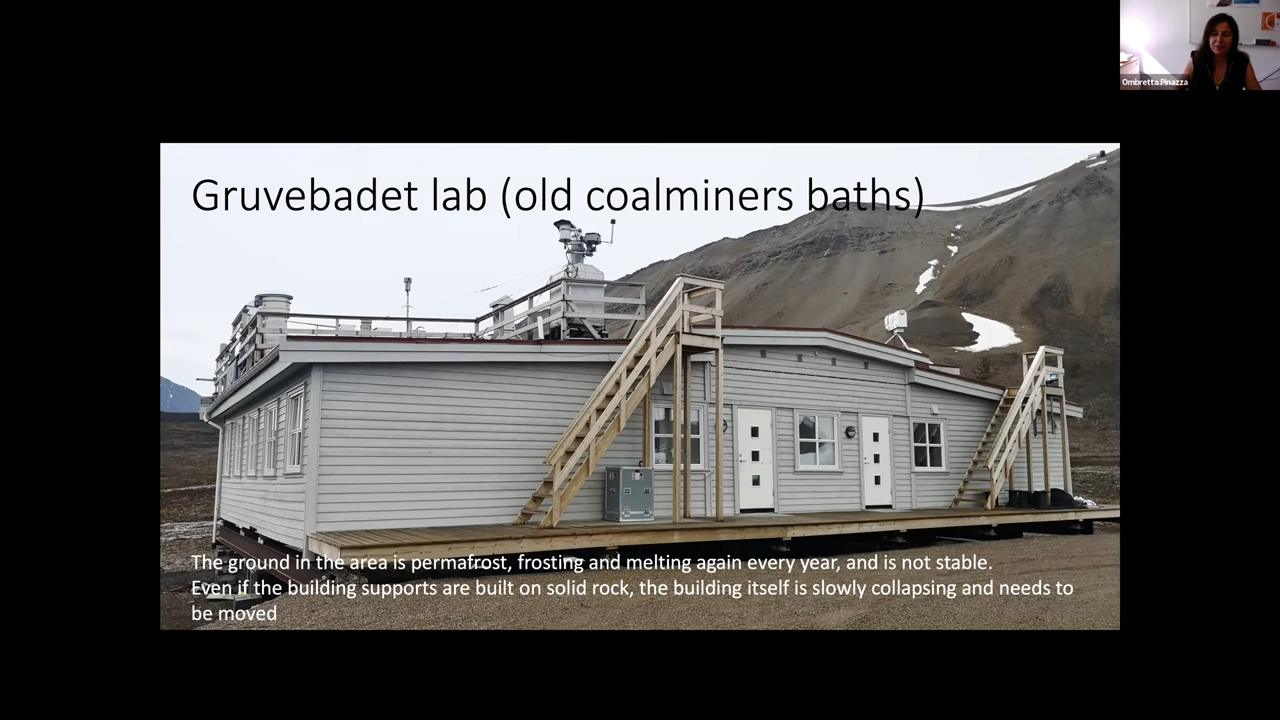 Ombretta Pinazza
Gruvebadet lab (old coalminers baths)
The ground in the area is permafrost, frosting and melting again every year, and is not stable.
Even if the building supports are built on solid rock, the building itself is slowly collapsing and needs to
be moved